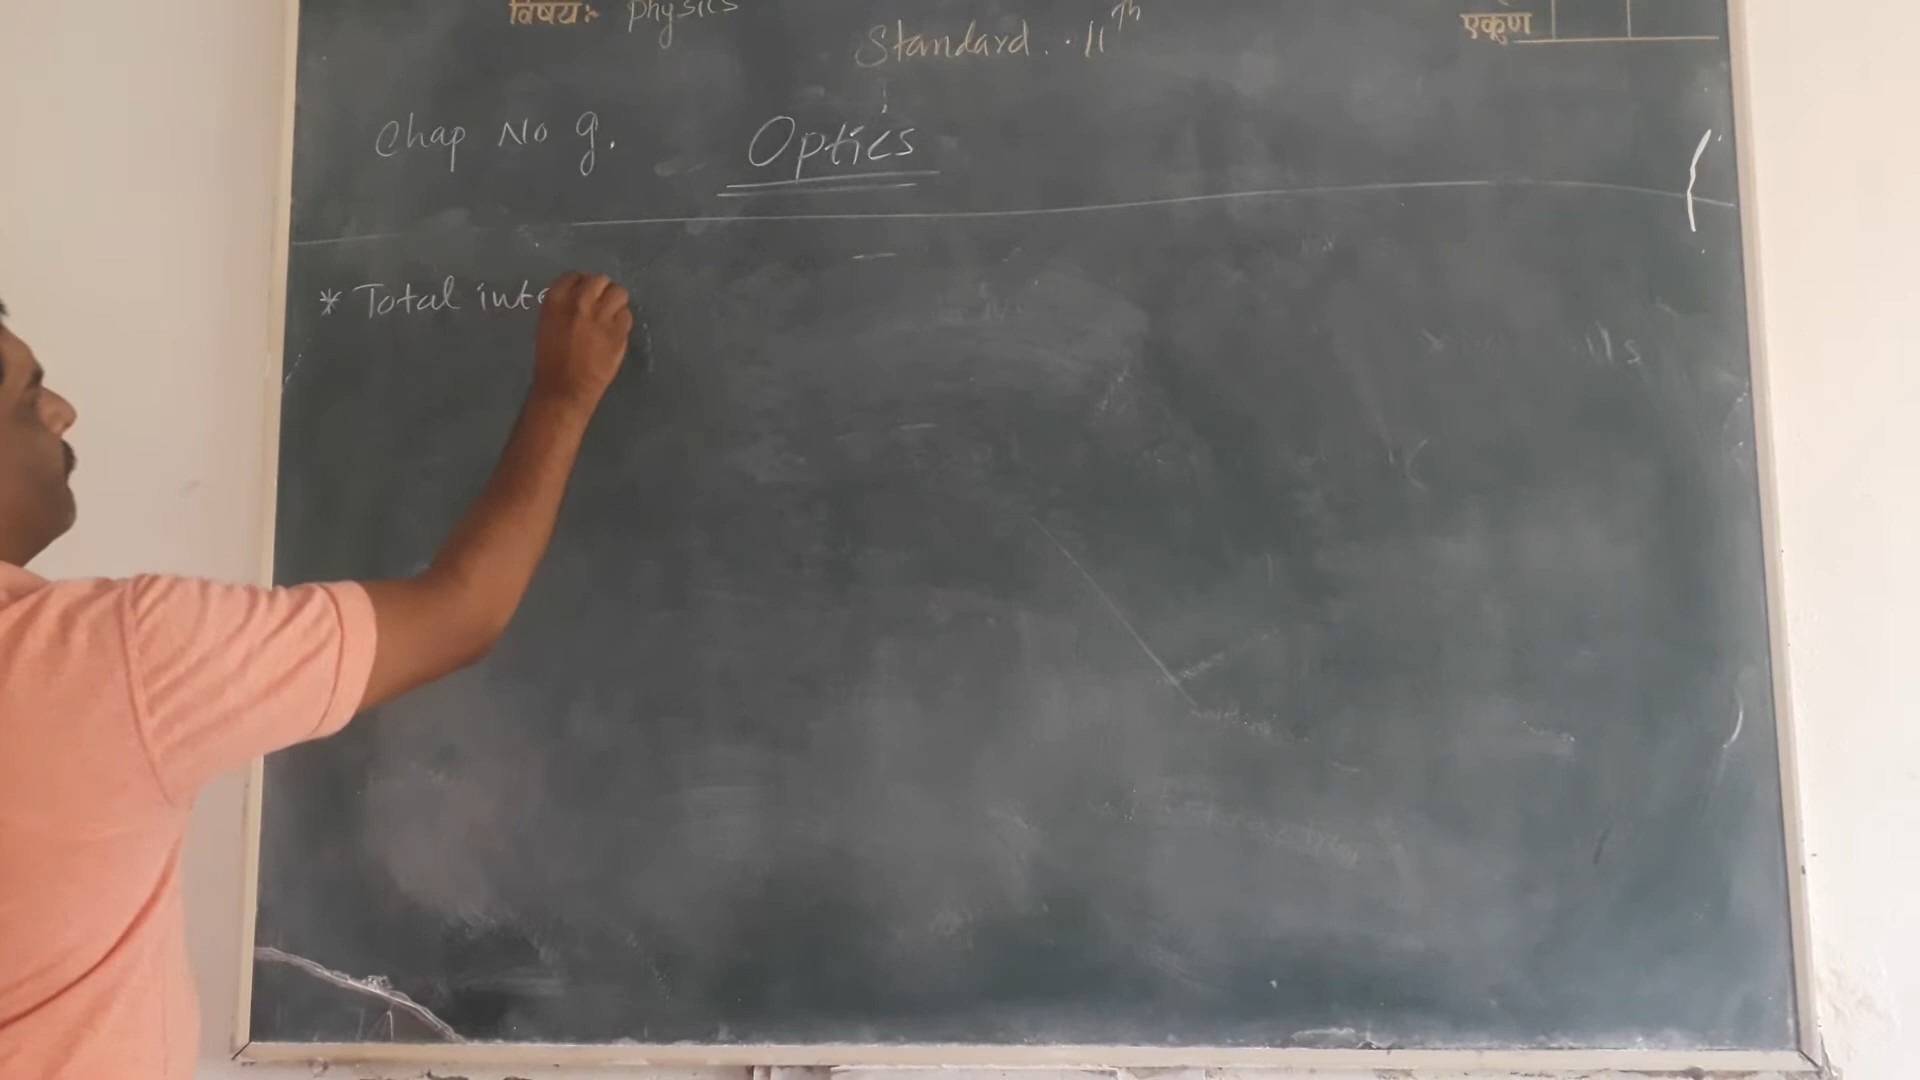 विषय:- Physics
एकूण
Standard. . 11th
Chap No 9.
Optics
* Total inte